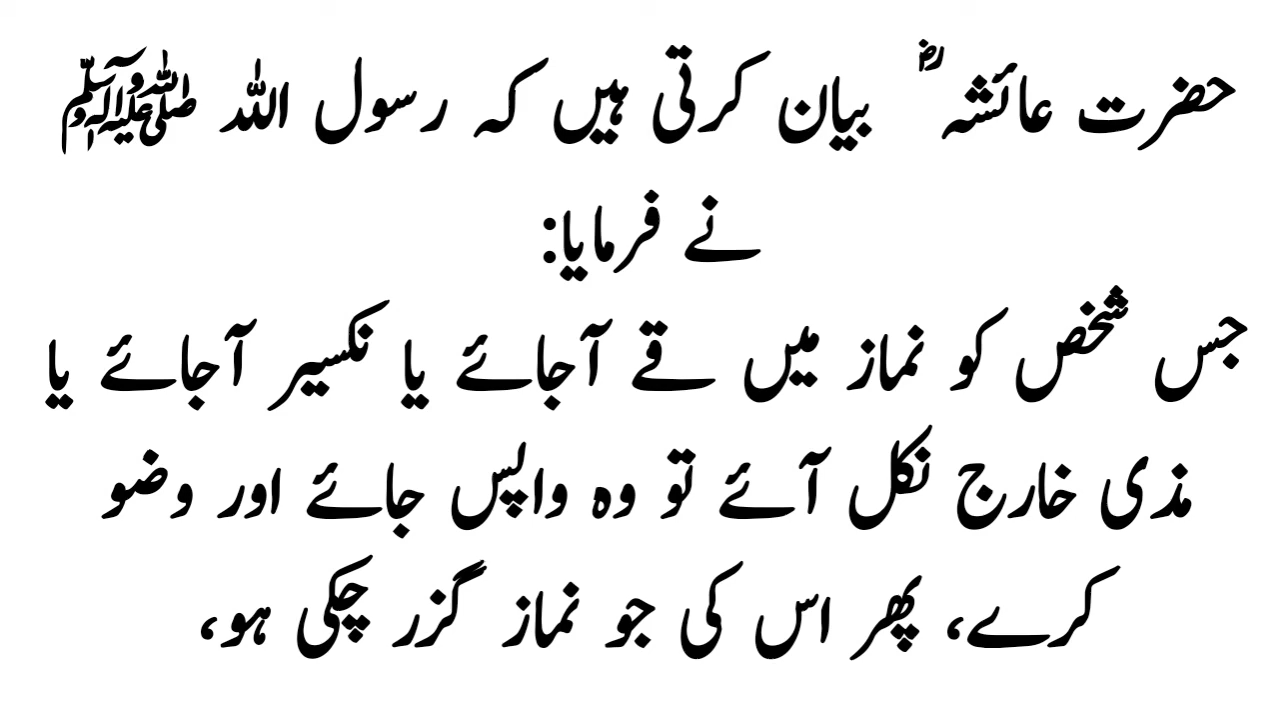 حضرت عائشہ ؓ بیان کرتی ہیں کہ رسول اللہ ﷺ
نے فرمایا:
جس شخص کو نماز میں قے آجائے یا نکسیر آجائے یا
مذی خارج نکل آئے تو وہ واپس جائے اور وضو
کرے، پھر اس کی جو نماز گزر چکی ہو،